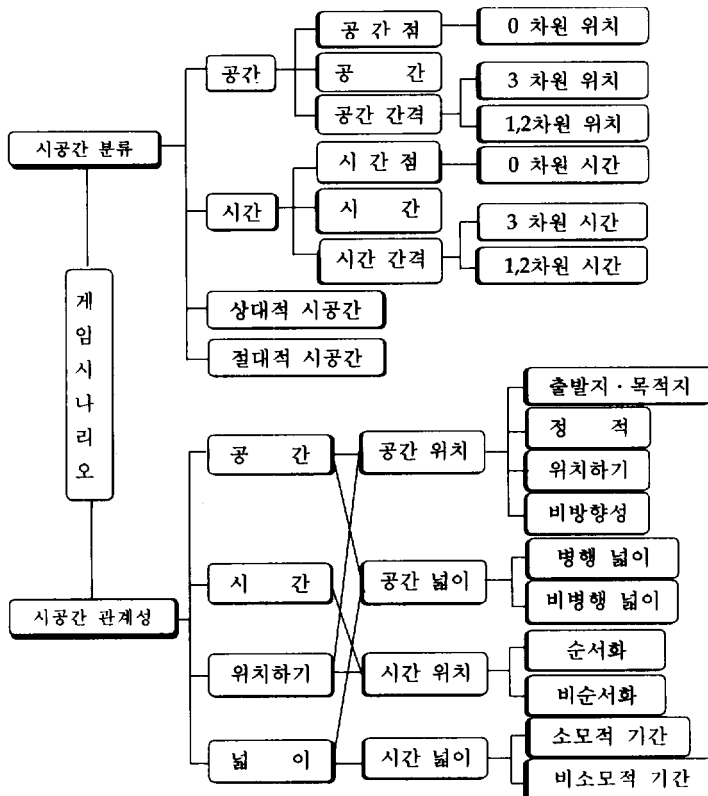 공 간 점
0 차원 위치
공간
공 간
3 차원 위치
공간 간격
1,2차원 위치
시공간 분류
시 간 점
0 차원 시간
시간
시 간
3 차원 시간
시간 간격
1,2차원 시간
상대적 시공간
절대적 시공간
게
임
시
나
리
오
출발지·목적지
공 간
공간 위치
정 적
위치하기
비방향성
시 간
공간 넓이
병행 넓이
비병행 넓이
시공간 관계성
위치하기
시간 위치
순서화
비순서화
넓 이
시간 넓이
소모적 기간
비소모적 기간